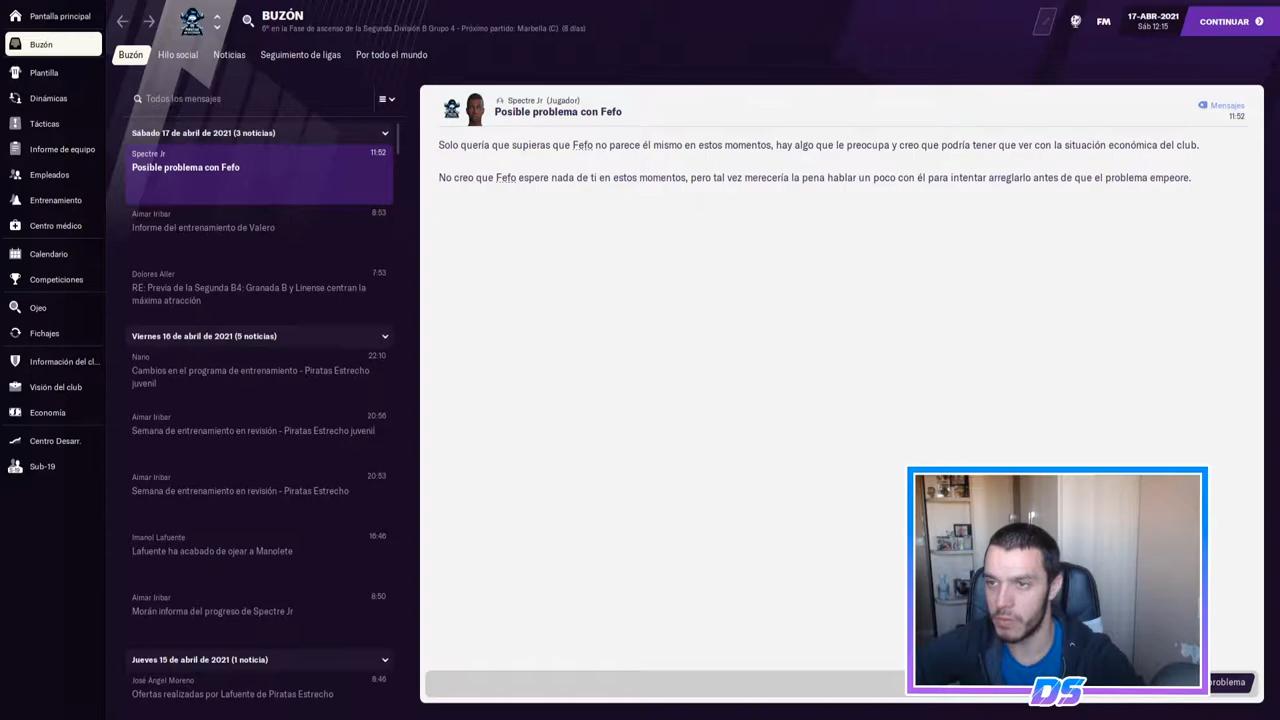 Pantalla principal
Buzón
Plantilla
Dinámicas
Tácticas
Informe de equipo
Empleados
Entrenamiento
Centro médico
Calendario
Competiciones
Ojeo
Fichajes
Información del cl...
Visión del club
Economía
Centro Desarr.
Sub-19
BUZÓN
6º en la Fase de ascenso de la Segunda División B Grupo 4 - Próximo partido: Marbella (C) (8 días)
FM
17-ABR-2021
Sáb 12:15
CONTINUAR
Buzón Hilo social Noticias Seguimiento de ligas Por todo el mundo
Todos los mensajes
Sábado 17 de abril de 2021 (3 noticias)
Spectre Jr 11:52
Posible problema con Fefo
Aimar Iribar 8:53
Informe del entrenamiento de Valero
Dolores Aller 7:53
RE: Previa de la Segunda B4: Granada B y Linense centran la
máxima atracción
Viernes 16 de abril de 2021 (5 noticias)
Nano 22:10
Cambios en el programa de entrenamiento - Piratas Estrecho
juvenil
Aimar Iribar 20:56
Semana de entrenamiento en revisión - Piratas Estrecho juvenil
Aimar Iribar 20:53
Semana de entrenamiento en revisión - Piratas Estrecho
Imanol Lafuente 16:46
Lafuente ha acabado de ojear a Manolete
Aimar Iribar 8:50
Morán informa del progreso de Spectre Jr
Jueves 15 de abril de 2021 (1 noticia)
José Ángel Moreno 8:46
Ofertas realizadas por Lafuente de Piratas Estrecho
Spectre Jr (Jugador)
Posible problema con Fefo
Mensajes
11:52
Solo quería que supieras que Fefo no parece él mismo en estos momentos, hay algo que le preocupa y creo que podría tener que ver con la situación económica del club.
No creo que Fefo espere nada de ti en estos momentos, pero tal vez merecería la pena hablar un poco con él para intentar arreglarlo antes de que el problema empeore.
problema
DS